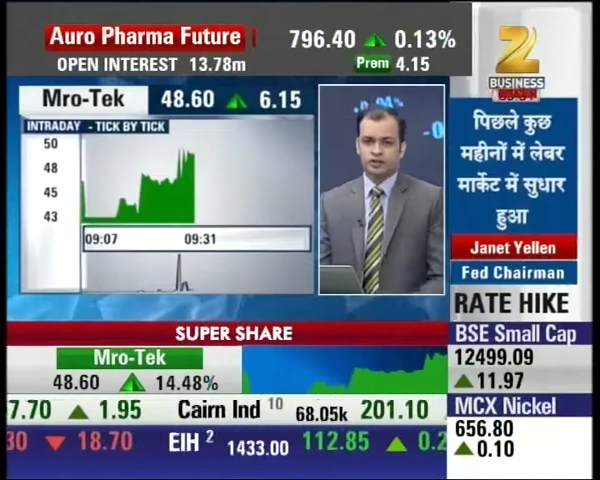 Auro Pharma Future 796.40 0.13%
OPEN INTEREST 13.78m Prem 4.15
Z
BUSINESS
Mro-Tek 48.60 6.15
INTRADAY - TICK BY TICK
50
48
45
43
09:07 09:31
पिछले कुछ
महीनों में लेबर
मार्केट में सुधार
हुआ
Janet Yellen
Fed Chairman
RATE HIKE
SUPER SHARE
Mro-Tek
48.60 14.48%
BSE Small Cap
12499.09
11.97
MCX Nickel
656.80
0.10
7.70 1.95 Cairn Ind 10 68.05k 201.10
30 18.70 EIH 2 1433.00 112.85 0.2